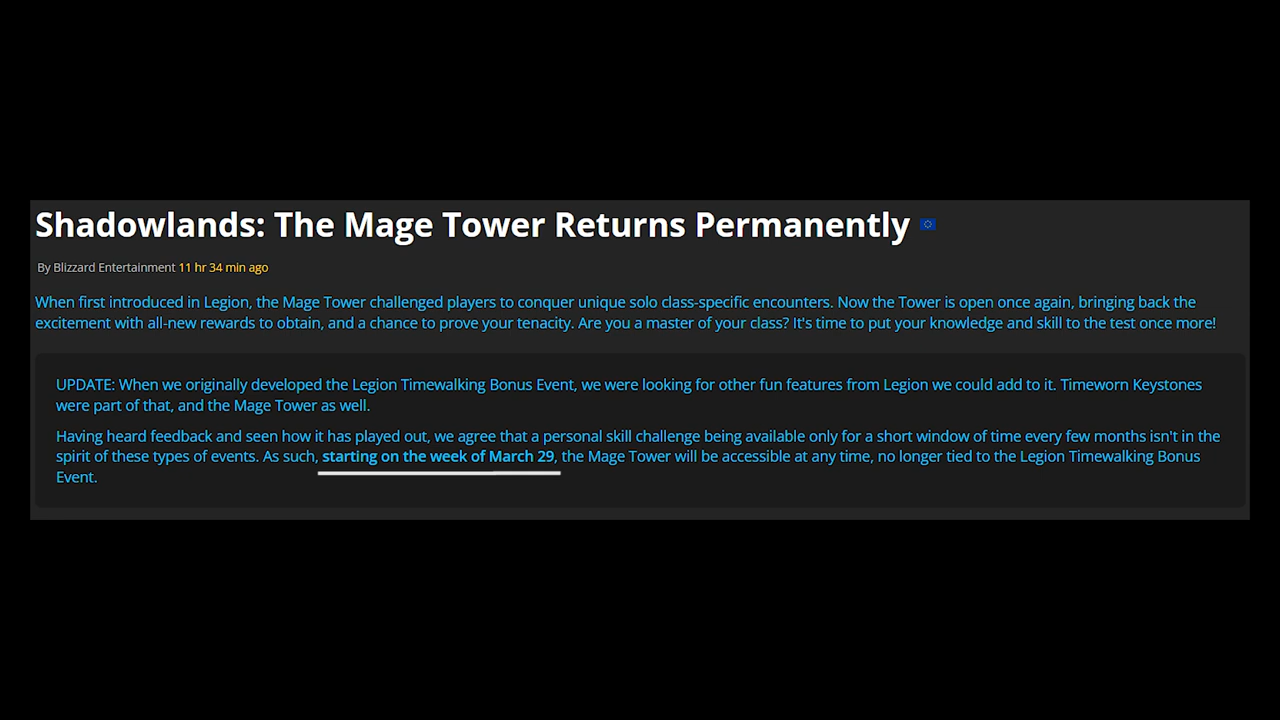 Shadowlands: The Mage Tower Returns Permanently
By Blizzard Entertainment 11 hr 34 min ago
When first introduced in Legion, the Mage Tower challenged players to conquer unique solo class-specific encounters. Now the Tower is open once again, bringing back the
excitement with all-new rewards to obtain, and a chance to prove your tenacity. Are you a master of your class? It's time to put your knowledge and skill to the test once more!
UPDATE: When we originally developed the Legion Timewalking Bonus Event, we were looking for other fun features from Legion we could add to it. Timeworn Keystones
were part of that, and the Mage Tower as well.
Having heard feedback and seen how it has played out, we agree that a personal skill challenge being available only for a short window of time every few months isn't in the
spirit of these types of events. As such, starting on the week of March 29, the Mage Tower will be accessible at any time, no longer tied to the Legion Timewalking Bonus
Event.